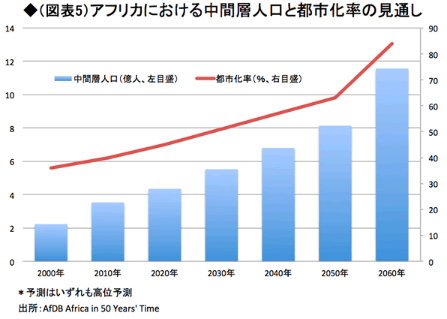 ◆（図表5）アフリカにおける中間層人口と都市化率の見通し
14 90
中間層人口（億人、左目盛） 都市化率（%、右目盛）
12 80
10 70
8 60
6 50
4 40
2 30
0 20
10
0
2000年 2010年 2020年 2030年 2040年 2050年 2060年
＊予測はいずれも高位予測
出所：AfDB Africa in 50 Years' Time